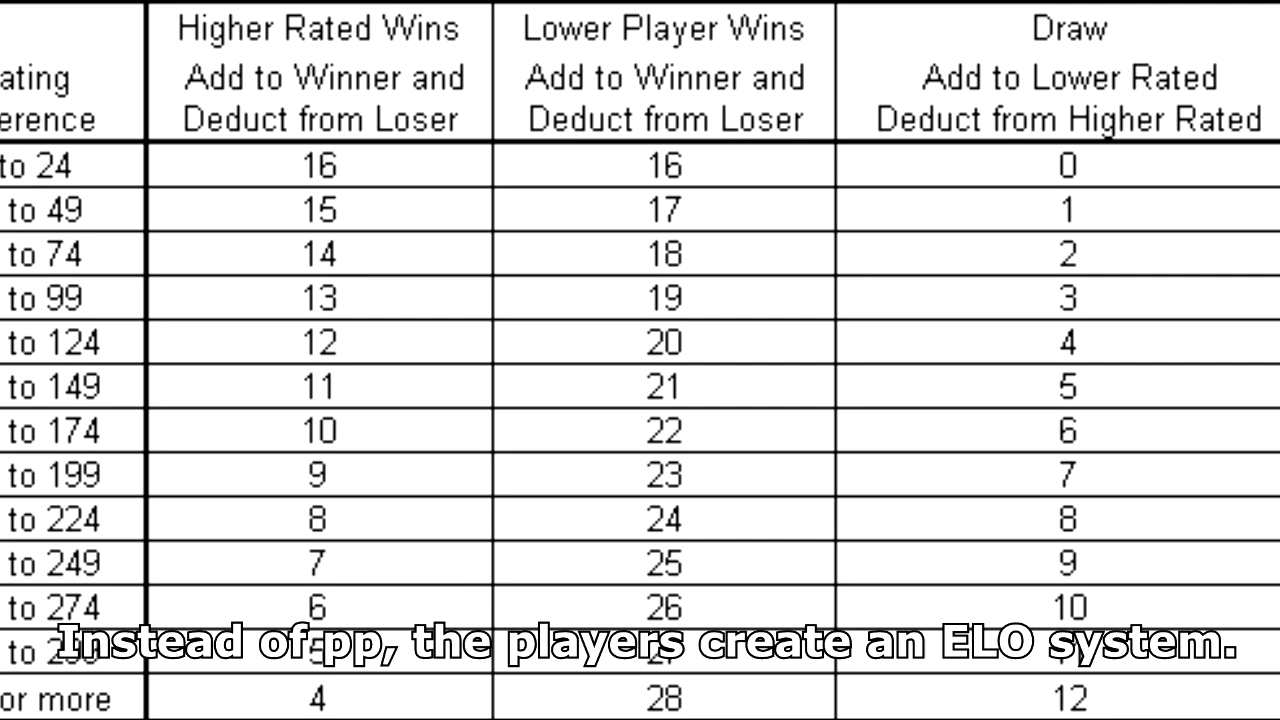 Higher Rated Wins Lower Player Wins Draw
ating Add to Winner and Add to Winner and Add to Lower Rated
erence Deduct from Loser Deduct from Loser Deduct from Higher Rated
to 24 16 16 0
to 49 15 17 1
to 74 14 18 2
to 99 13 19 3
to 124 12 20 4
to 149 11 21 5
to 174 10 22 6
to 199 9 23 7
to 224 8 24 8
to 249 7 25 9
to 274 6 26 10
Instead of pp, the players create an ELO system.
to
or more 4 28 12